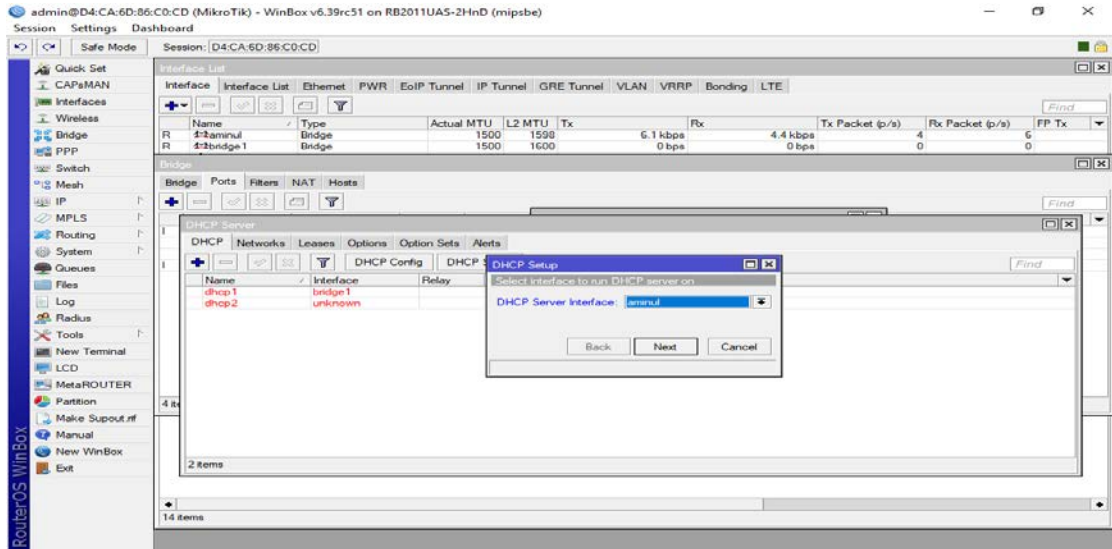 admin@D4:CA:6D:86:C0:CD (MikroTik) - WinBox v6.39rc51 on RB2011UAS-2HnD (mipsbe)
Session Settings Dashboard
Safe Mode Session: D4:CA:6D:86:C0:CD
Quick Set
CAPsMAN
Interfaces
Wireless
Bridge
PPP
Switch
Mesh
IP
MPLS
Routing
System
Queues
Files
Log
Radius
Tools
New Terminal
LCD
MetaROUTER
Partition
Make Supout.rif
Manual
New WinBox
Exit
RouterOS WinBox
Interface List
Interface Interface List Ethernet PWR EoIP Tunnel IP Tunnel GRE Tunnel VLAN VRRP Bonding LTE
Find
Name Type Actual MTU L2 MTU Tx Rx Tx Packet (p/s) Rx Packet (p/s) FP Tx
R aminul Bridge 1500 1598 6.1 kbps 4.4 kbps 4 6
R bridge1 Bridge 1500 1600 0 bps 0 bps 0 0
Bridge
Bridge Ports Filters NAT Hosts
Find
DHCP Server
DHCP Networks Leases Options Option Sets Alerts
DHCP Config DHCP
Find
Name Interface Relay
dhcp1 bridge1
dhcp2 unknown
2 items
DHCP Setup
Select interface to run DHCP server on
DHCP Server Interface: aminul
Back Next Cancel
14 items